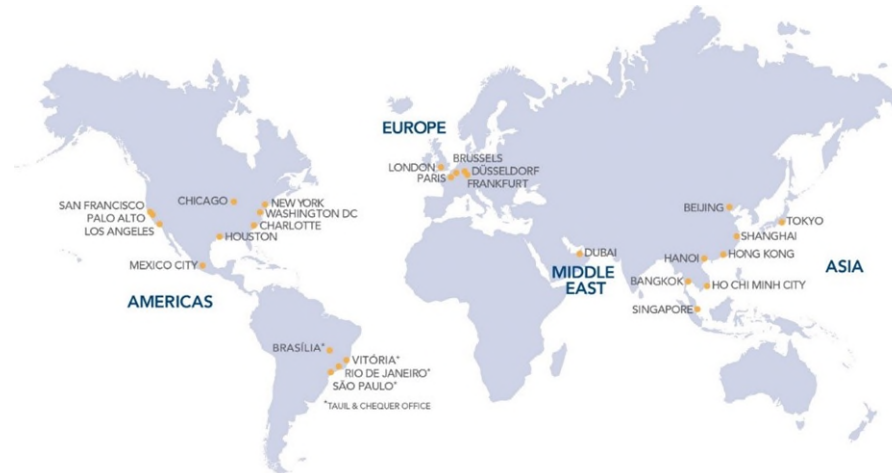 EUROPE
BRUSSELS
LONDON
DÜSSELDORF
PARIS
FRANKFURT
SAN FRANCISCO
CHICAGO
NEW YORK
PALO ALTO
WASHINGTON DC
LOS ANGELES
CHARLOTTE
HOUSTON
MEXICO CITY
AMERICAS
BEIJING
TOKYO
SHANGHAI
DUBAI
HANOI
HONG KONG
MIDDLE
EAST
ASIA
BANGKOK
HO CHI MINH CITY
SINGAPORE
BRASÍLIA*
VITÓRIA*
RIO DE JANEIRO*
SÃO PAULO*
*TAUIL & CHEQUER OFFICE